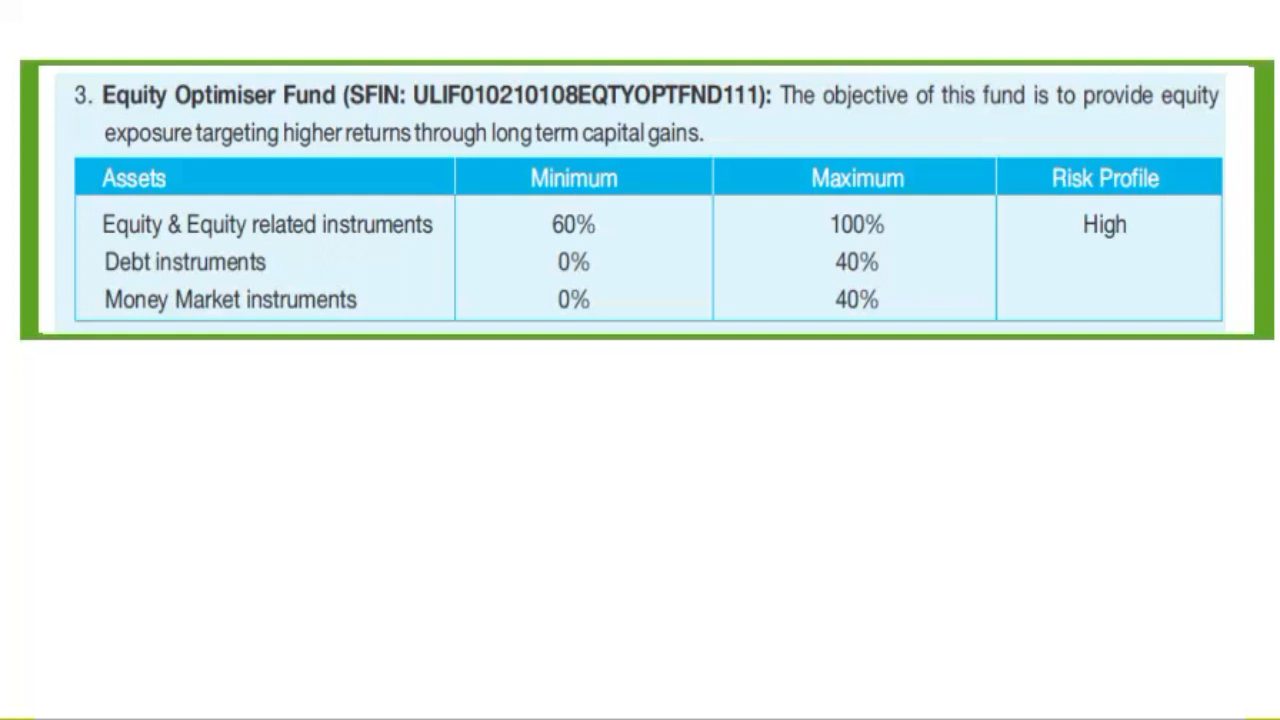 3. Equity Optimiser Fund (SFIN: ULIF010210108EQTYOPTFND111): The objective of this fund is to provide equity
exposure targeting higher returns through long term capital gains.
Assets Minimum Maximum Risk Profile
Equity & Equity related instruments 60% 100% High
Debt instruments 0% 40%
Money Market instruments 0% 40%